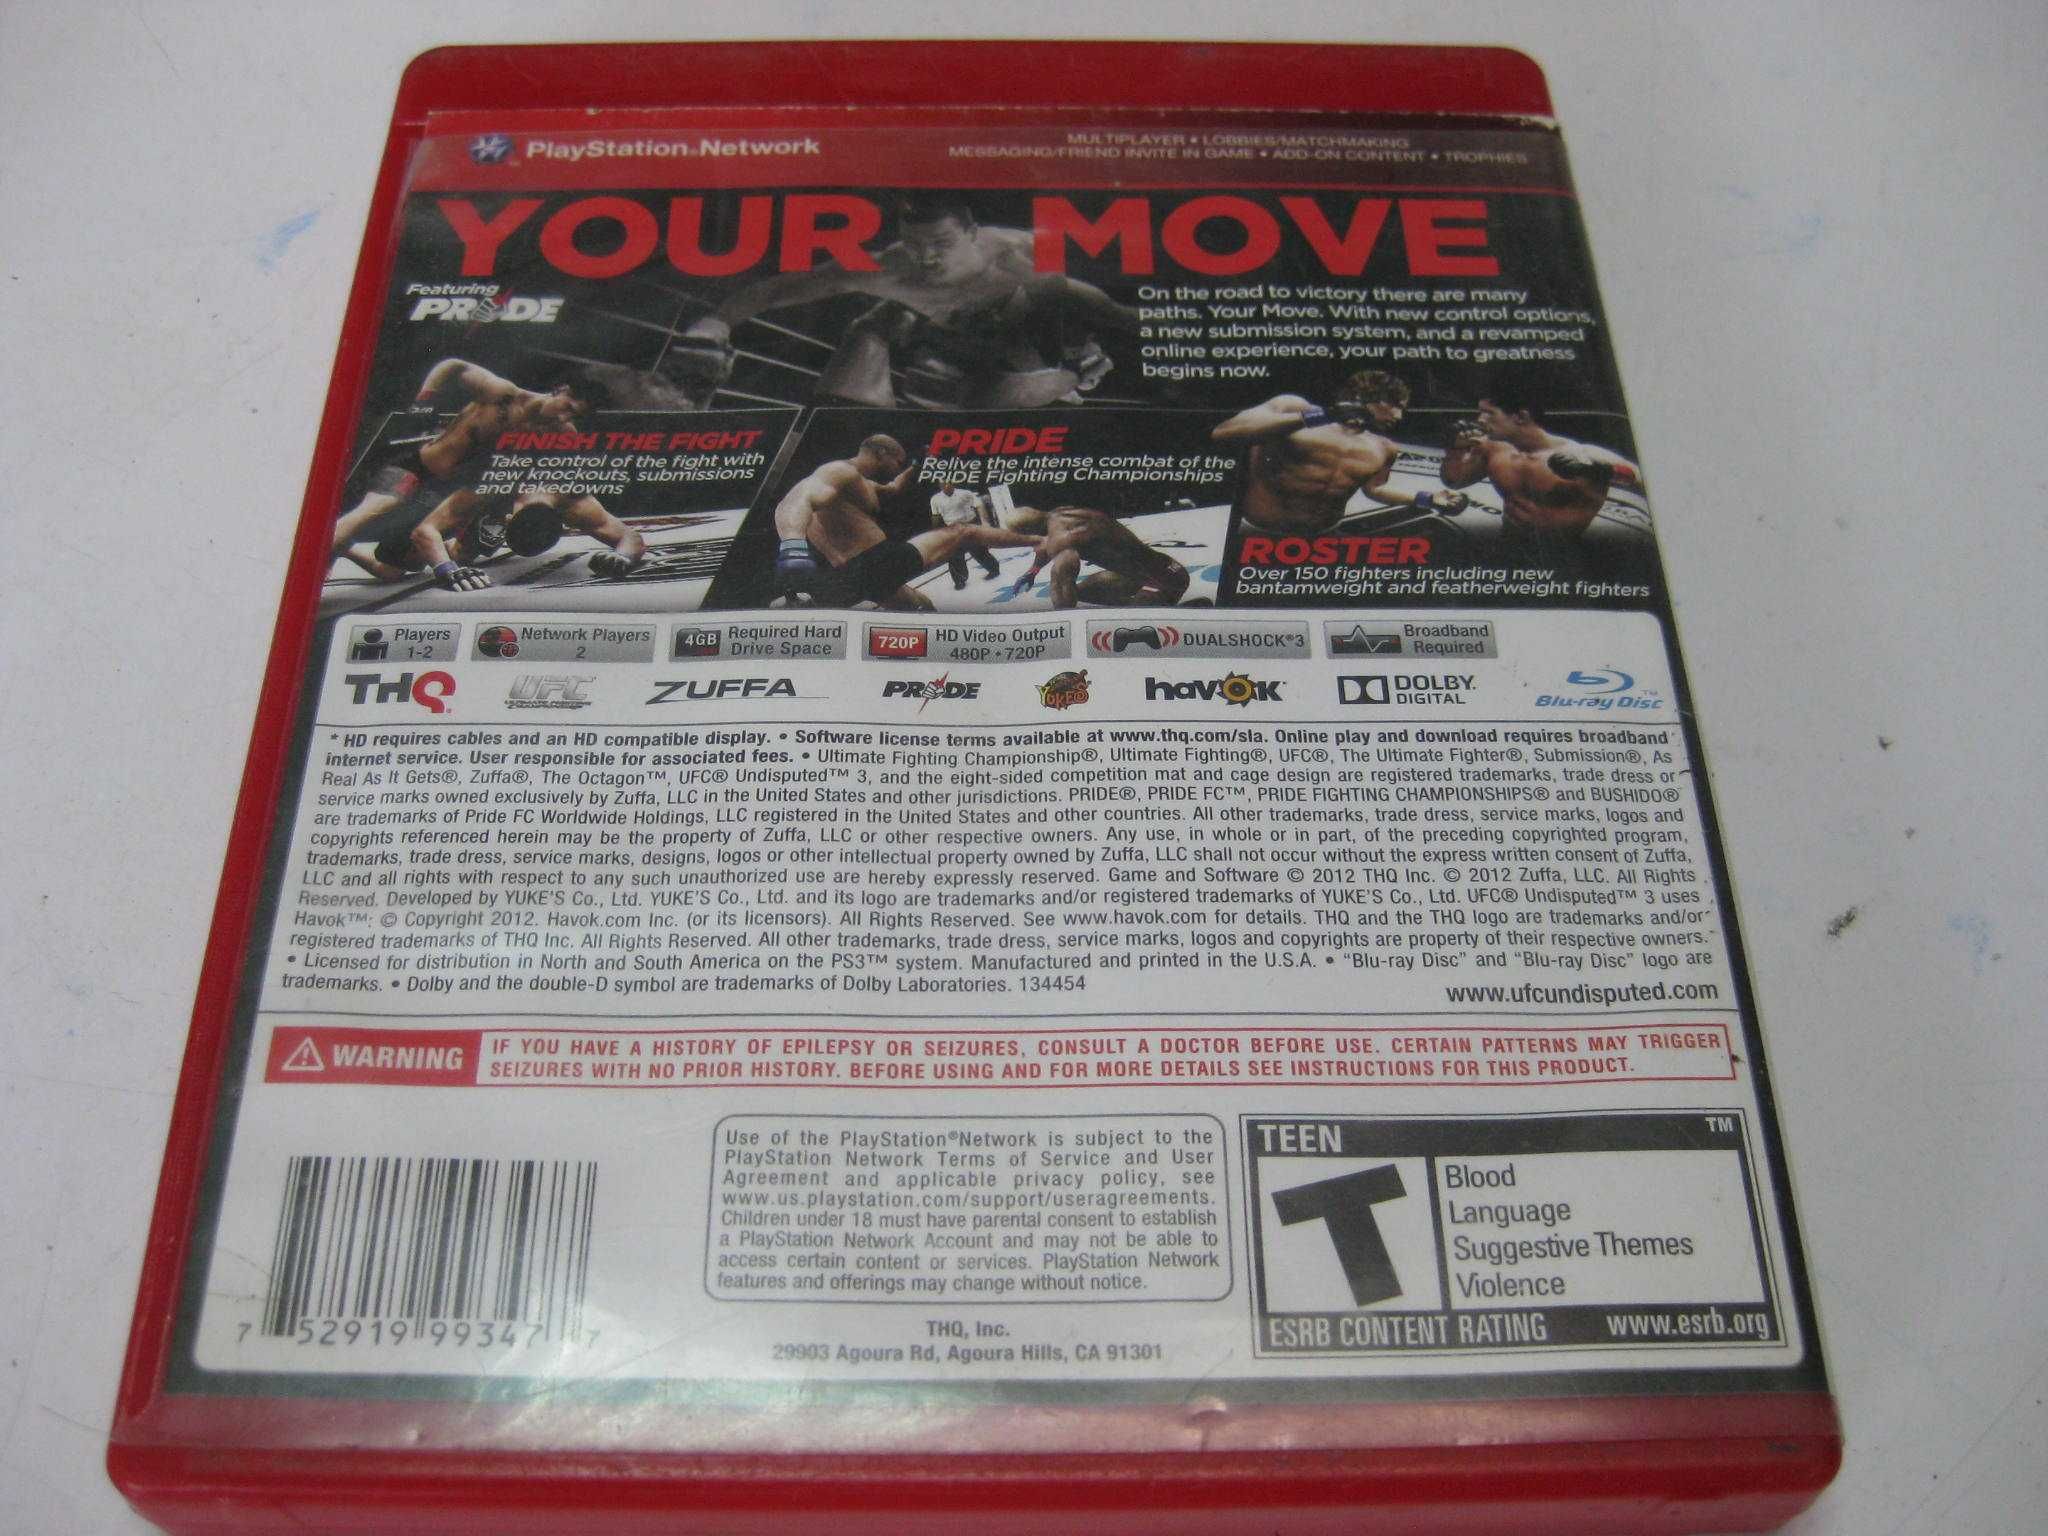 PlayStation®Network
MULTIPLAYER • LOBBIES/MATCHMAKING
MESSAGING/FRIEND INVITE IN GAME • ADD-ON CONTENT • TROPHIES
YOUR MOVE
Featuring
PRIDE
On the road to victory there are many
paths. Your Move. With new control options,
a new submission system, and a revamped
online experience, your path to greatness
begins now.
FINISH THE FIGHT
Take control of the fight with
new knockouts, submissions
and takedowns
PRIDE
Relive the intense combat of the
PRIDE Fighting Championships
ROSTER
Over 150 fighters including new
bantamweight and featherweight fighters
Players
1-2
Network Players
2
4GB
Required Hard
Drive Space
720P
HD Video Output
480P • 720P
DUALSHOCK®3
Broadband
Required
THQ
UFC
ULTIMATE FIGHTING
CHAMPIONSHIP
ZUFFA
PRIDE
YUKE'S
havok
DOLBY
DIGITAL
Blu-ray Disc™
* HD requires cables and an HD compatible display. • Software license terms available at www.thq.com/sla. Online play and download requires broadband
internet service. User responsible for associated fees. • Ultimate Fighting Championship®, Ultimate Fighting®, UFC®, The Ultimate Fighter®, Submission®, As
Real As It Gets®, Zuffa®, The Octagon™, UFC® Undisputed™ 3, and the eight-sided competition mat and cage design are registered trademarks, trade dress or
service marks owned exclusively by Zuffa, LLC in the United States and other jurisdictions. PRIDE®, PRIDE FC™, PRIDE FIGHTING CHAMPIONSHIPS® and BUSHIDO®
are trademarks of Pride FC Worldwide Holdings, LLC registered in the United States and other countries. All other trademarks, trade dress, service marks, logos and
copyrights referenced herein may be the property of Zuffa, LLC or other respective owners. Any use, in whole or in part, of the preceding copyrighted program,
trademarks, trade dress, service marks, designs, logos or other intellectual property owned by Zuffa, LLC shall not occur without the express written consent of Zuffa,
LLC and all rights with respect to any such unauthorized use are hereby expressly reserved. Game and Software © 2012 THQ Inc. © 2012 Zuffa, LLC. All Rights
Reserved. Developed by YUKE'S Co., Ltd. YUKE'S Co., Ltd. and its logo are trademarks and/or registered trademarks of YUKE'S Co., Ltd. UFC® Undisputed™ 3 uses
Havok™: © Copyright 2012. Havok.com Inc. (or its licensors). All Rights Reserved. See www.havok.com for details. THQ and the THQ logo are trademarks and/or
registered trademarks of THQ Inc. All Rights Reserved. All other trademarks, trade dress, service marks, logos and copyrights are property of their respective owners.
• Licensed for distribution in North and South America on the PS3™ system. Manufactured and printed in the U.S.A. • "Blu-ray Disc" and "Blu-ray Disc" logo are
trademarks. • Dolby and the double-D symbol are trademarks of Dolby Laboratories. 134454
www.ufcundisputed.com
WARNING
IF YOU HAVE A HISTORY OF EPILEPSY OR SEIZURES, CONSULT A DOCTOR BEFORE USE. CERTAIN PATTERNS MAY TRIGGER
SEIZURES WITH NO PRIOR HISTORY. BEFORE USING AND FOR MORE DETAILS SEE INSTRUCTIONS FOR THIS PRODUCT.
7 52919 99347 7
Use of the PlayStation®Network is subject to the
PlayStation Network Terms of Service and User
Agreement and applicable privacy policy, see
www.us.playstation.com/support/useragreements.
Children under 18 must have parental consent to establish
a PlayStation Network Account and may not be able to
access certain content or services. PlayStation Network
features and offerings may change without notice.
THQ, Inc.
29903 Agoura Rd, Agoura Hills, CA 91301
TEEN ™
T
Blood
Language
Suggestive Themes
Violence
ESRB CONTENT RATING www.esrb.org